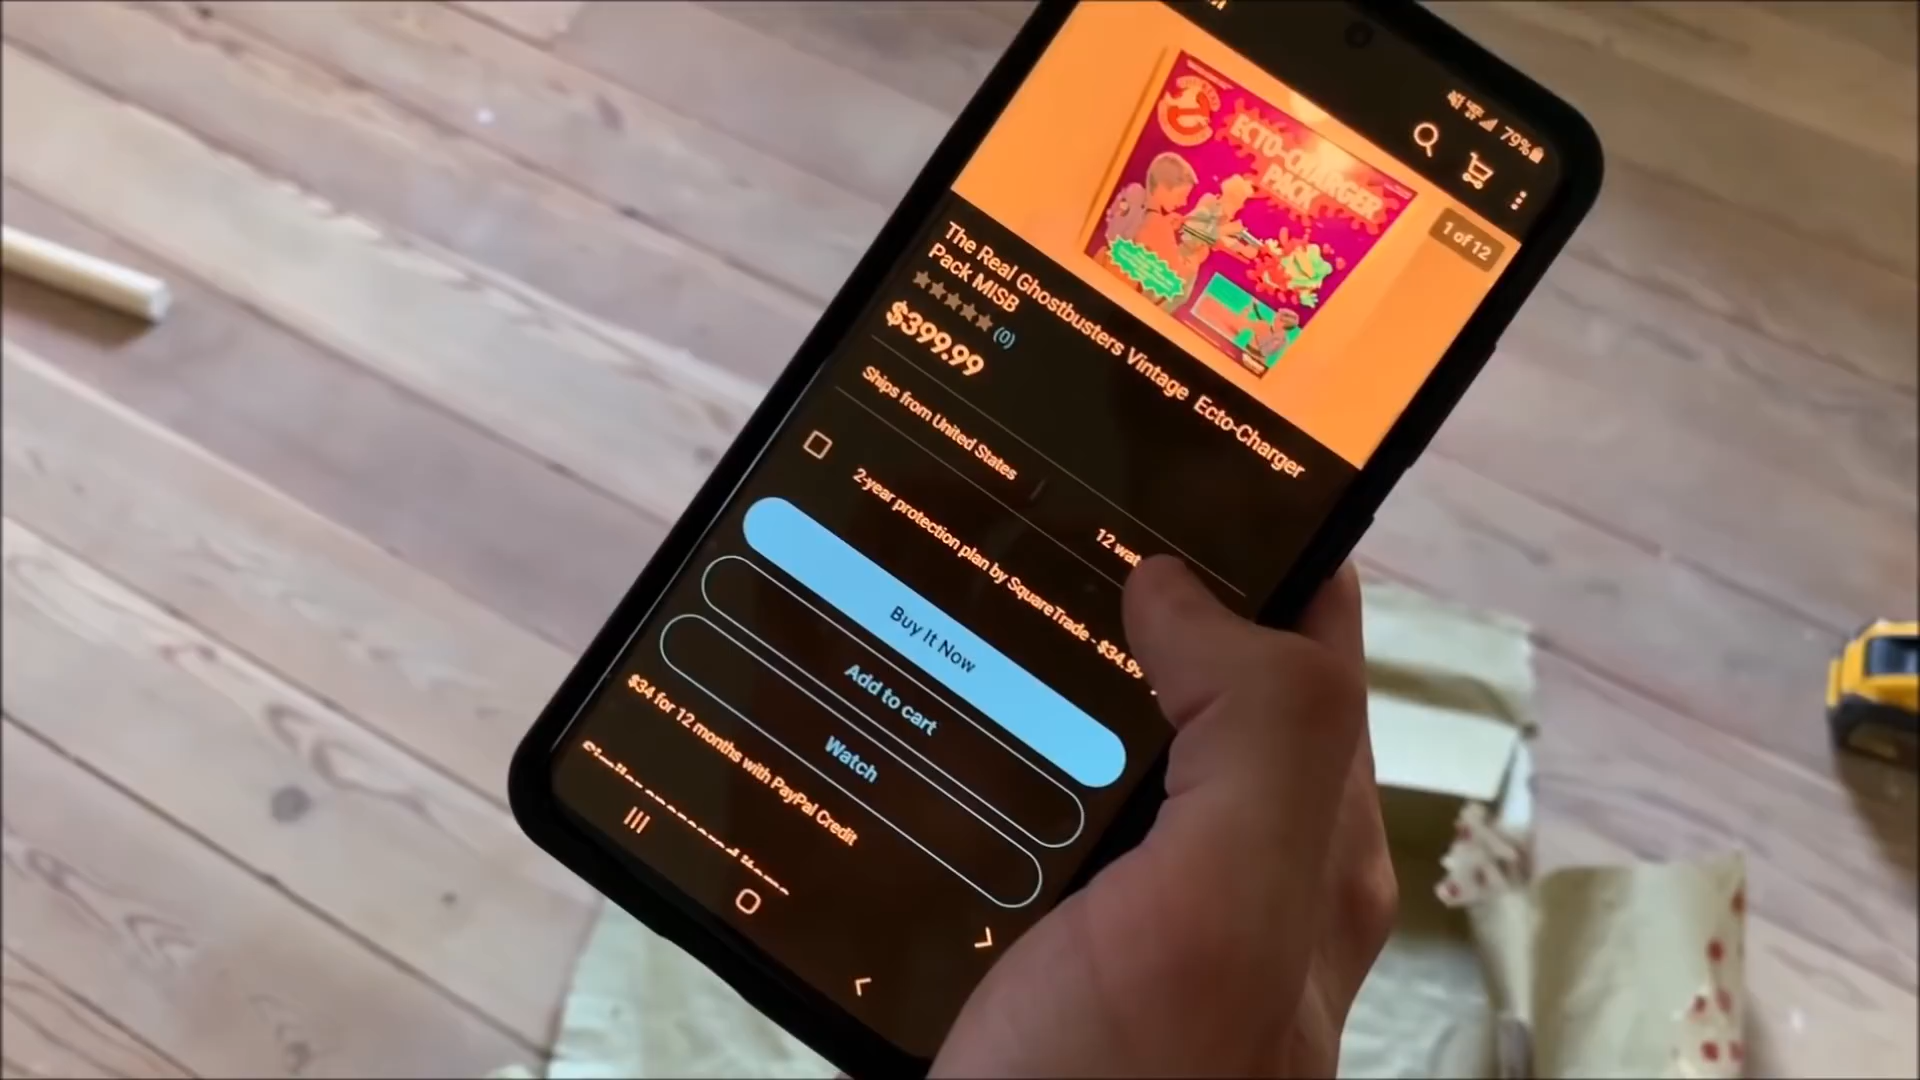 79%
ECTO-CHARGER
PACK
1 of 12
The Real Ghostbusters Vintage Ecto-Charger
Pack MISB
(0)
$399.99
Ships from United States
12
2-year protection plan by SquareTrade - $34.99
Buy It Now
Add to cart
Watch
$34 for 12 months with PayPal Credit